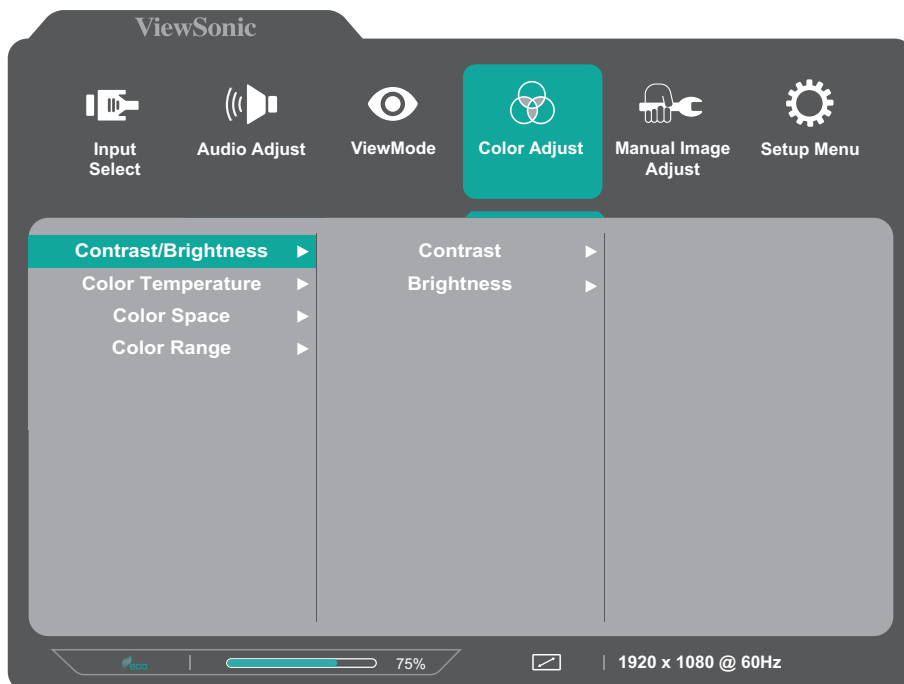 ViewSonic
Input
Select
Audio Adjust
ViewMode
Color Adjust
Manual Image
Adjust
Setup Menu
Contrast/Brightness
Color Temperature
Color Space
Color Range
Contrast
Brightness
eco
75%
1920 x 1080 @ 60Hz